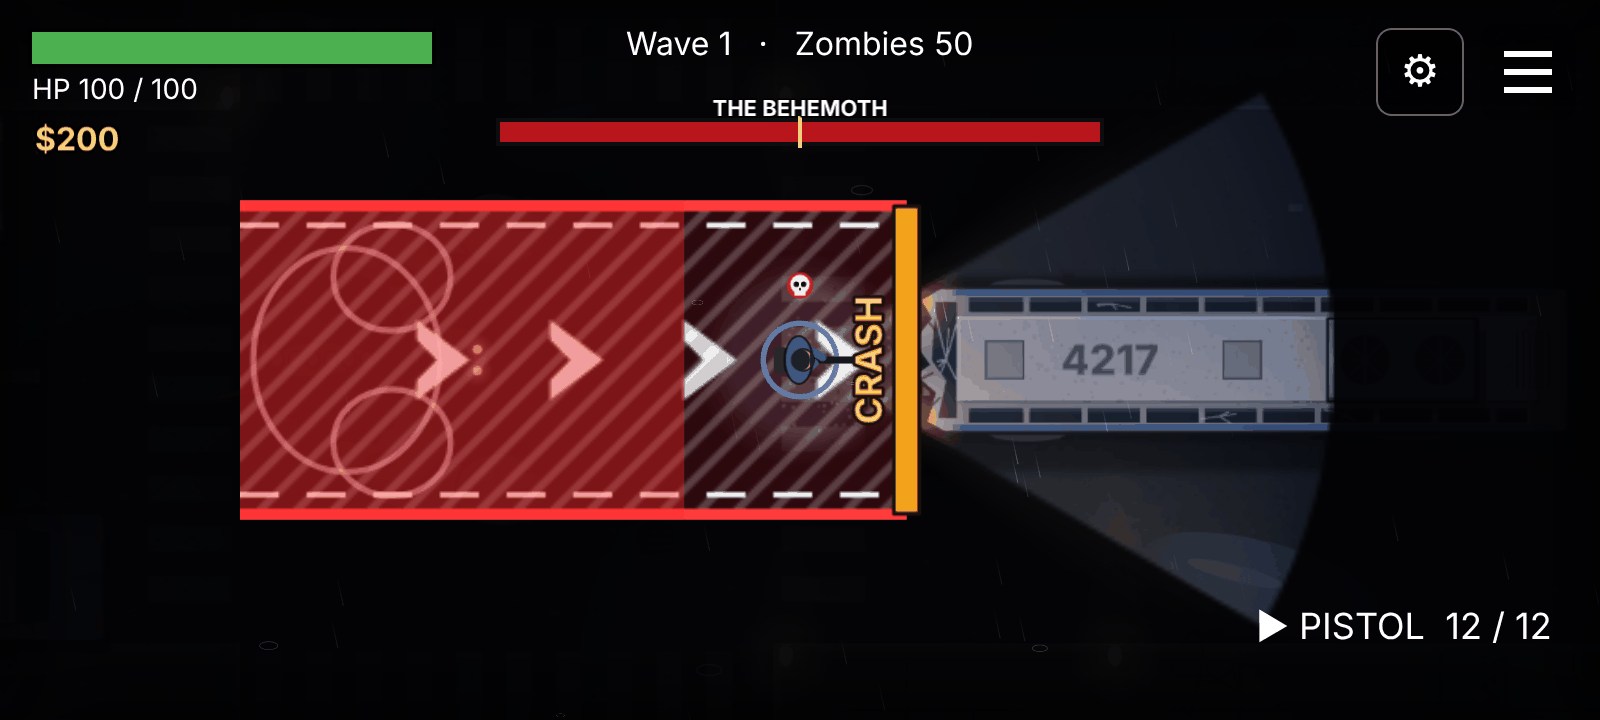 Wave 1 · Zombies 50
HP 100 / 100
$200
THE BEHEMOTH
CRASH
4217
PISTOL 12 / 12